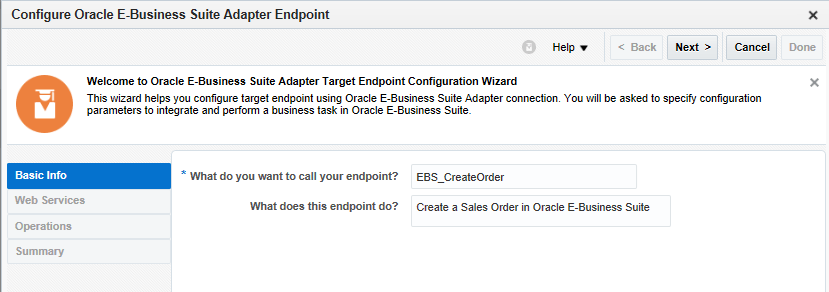 Configure Oracle E-Business Suite Adapter Endpoint
Help
< Back
Next >
Cancel
Done
Welcome to Oracle E-Business Suite Adapter Target Endpoint Configuration Wizard
This wizard helps you configure target endpoint using Oracle E-Business Suite Adapter connection. You will be asked to specify configuration
parameters to integrate and perform a business task in Oracle E-Business Suite.
Basic Info
Web Services
Operations
Summary
* What do you want to call your endpoint? EBS_CreateOrder
What does this endpoint do? Create a Sales Order in Oracle E-Business Suite